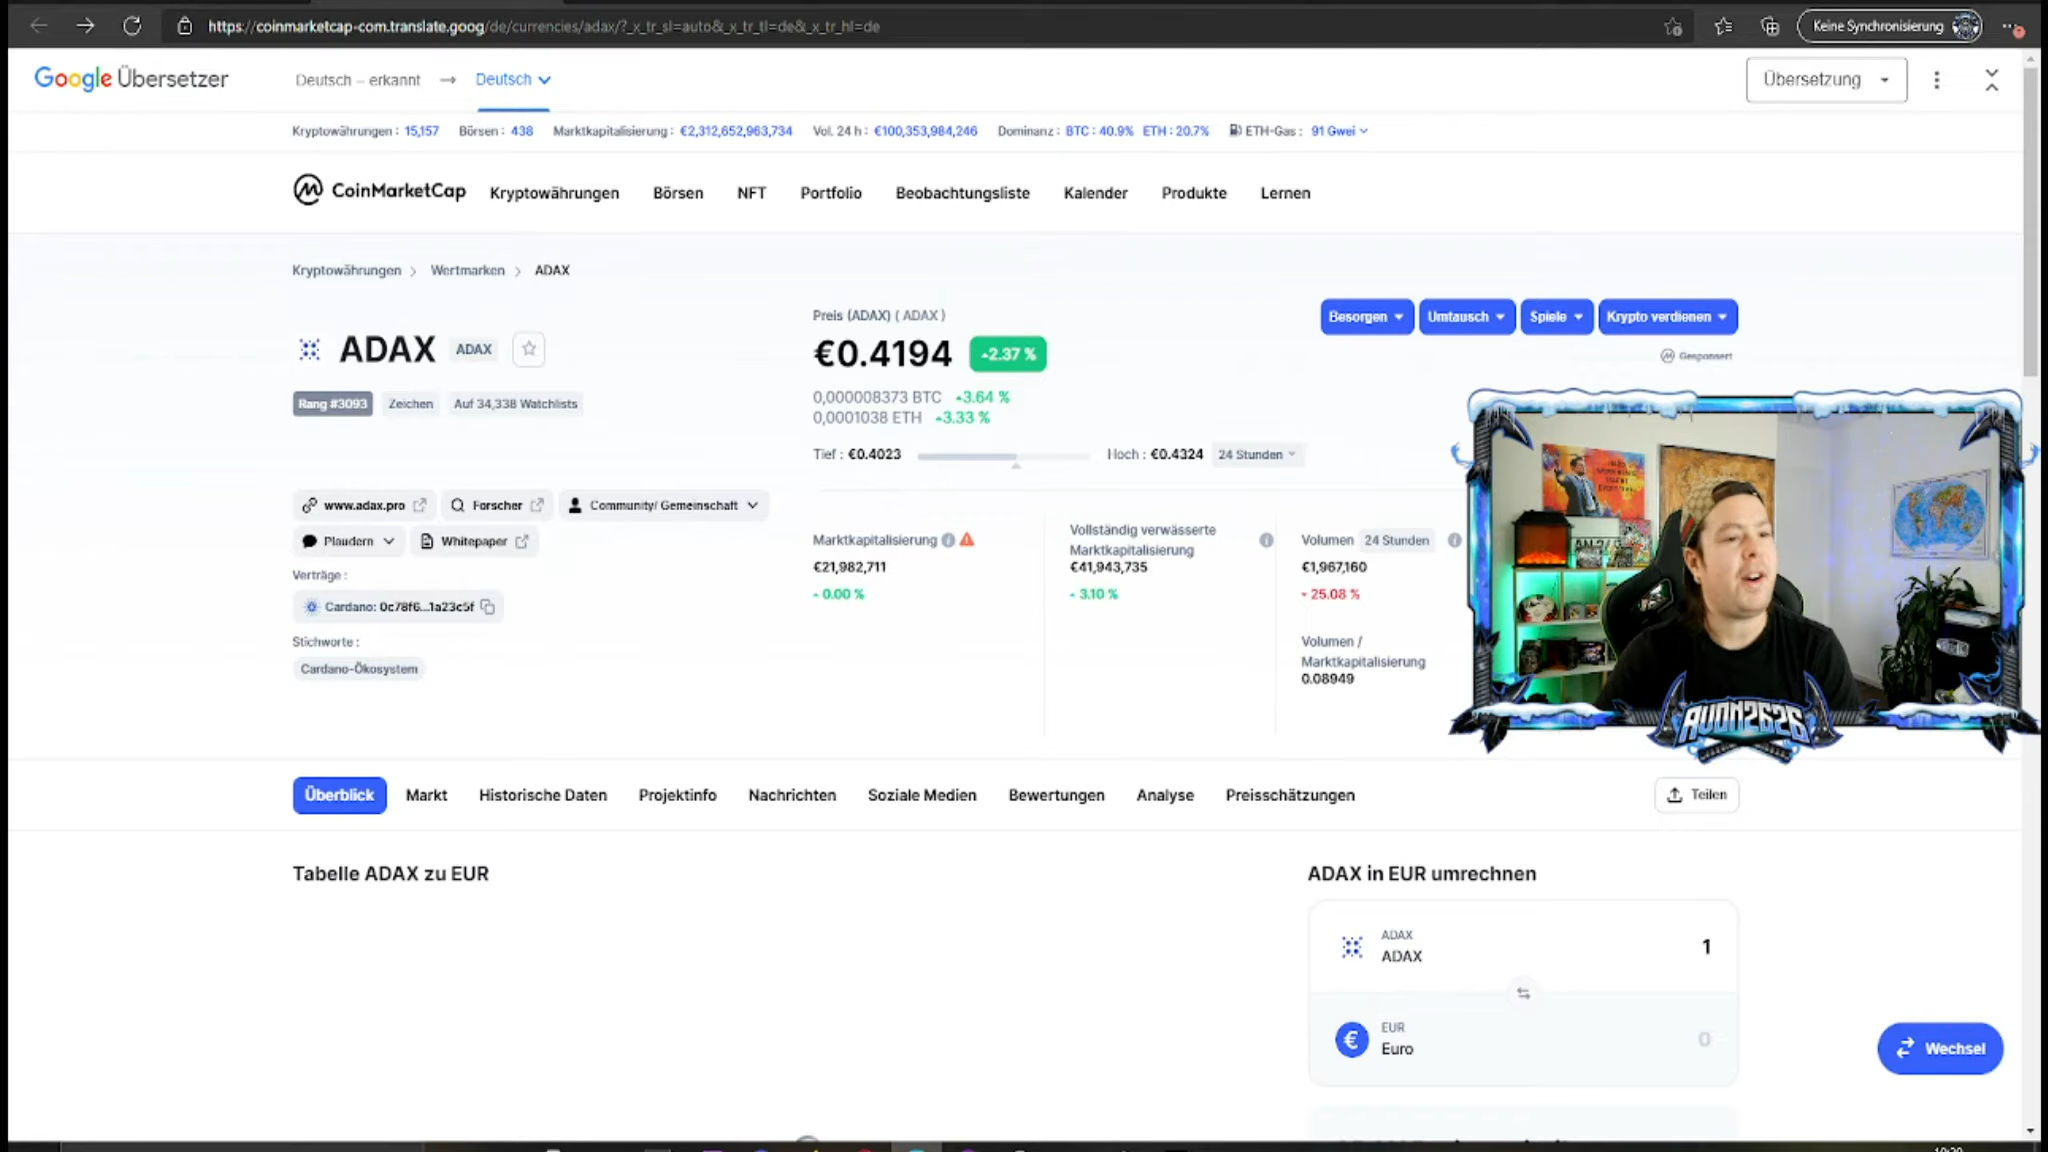 https://coinmarketcap-com.translate.goog/de/currencies/adax/?_x_tr_sl=auto&_x_tr_tl=de&_x_tr_hl=de
Keine Synchronisierung
Google Übersetzer
Deutsch – erkannt → Deutsch
Übersetzung
Kryptowährungen : 15,157 Börsen : 438 Marktkapitalisierung : €2,312,652,963,734 Vol. 24 h : €100,353,984,246 Dominanz : BTC : 40.9% ETH : 20.7% ETH-Gas : 91 Gwei
CoinMarketCap Kryptowährungen Börsen NFT Portfolio Beobachtungsliste Kalender Produkte Lernen
Kryptowährungen > Wertmarken > ADAX
ADAX ADAX
Rang #3093 Zeichen Auf 34,338 Watchlists
www.adax.pro Forscher Community/ Gemeinschaft
Plaudern Whitepaper
Verträge :
Cardano: 0c78f6...1a23c5f
Stichworte :
Cardano-Ökosystem
Preis (ADAX) ( ADAX )
€0.4194 2.37 %
0,000008373 BTC 3.64 %
0,0001038 ETH 3.33 %
Tief : €0.4023 Hoch : €0.4324 24 Stunden
Besorgen Umtausch Spiele Krypto verdienen
Gesponsert
Marktkapitalisierung
€21,982,711
0.00 %
Vollständig verwässerte
Marktkapitalisierung
€41,943,735
3.10 %
Volumen 24 Stunden
€1,967,160
25.08 %
Volumen /
Marktkapitalisierung
0.08949
AVON2626
Überblick Markt Historische Daten Projektinfo Nachrichten Soziale Medien Bewertungen Analyse Preisschätzungen
Teilen
Tabelle ADAX zu EUR
ADAX in EUR umrechnen
ADAX
ADAX
1
EUR
Euro
0
Wechsel